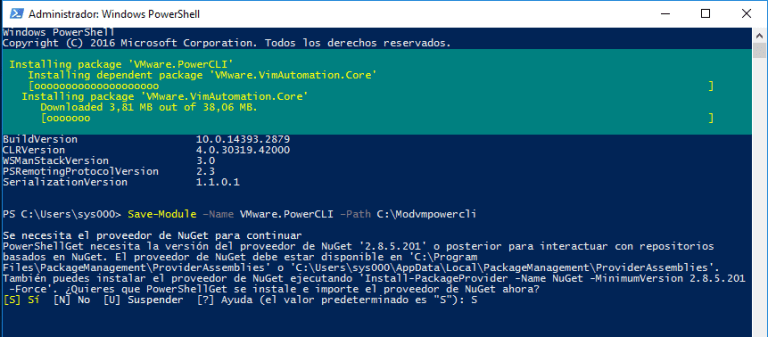 Administrador: Windows PowerShell
Windows PowerShell
Copyright (C) 2016 Microsoft Corporation. Todos los derechos reservados.
Installing package 'VMware.PowerCLI'
Installing dependent package 'VMware.VimAutomation.Core'
[ooooooooooooooooooo ]
Installing package 'VMware.VimAutomation.Core'
Downloaded 3,81 MB out of 38,06 MB.
[ooooooo ]
BuildVersion 10.0.14393.2879
CLRVersion 4.0.30319.42000
WSManStackVersion 3.0
PSRemotingProtocolVersion 2.3
SerializationVersion 1.1.0.1
PS C:\Users\sys000> Save-Module -Name VMware.PowerCLI -Path C:\Modvmpowercli
Se necesita el proveedor de NuGet para continuar
PowerShellGet necesita la versión del proveedor de NuGet '2.8.5.201' o posterior para interactuar con repositorios
basados en NuGet. El proveedor de NuGet debe estar disponible en 'C:\Program
Files\PackageManagement\ProviderAssemblies' o 'C:\Users\sys000\AppData\Local\PackageManagement\ProviderAssemblies'.
También puedes instalar el proveedor de NuGet ejecutando 'Install-PackageProvider -Name NuGet -MinimumVersion 2.8.5.201
-Force'. ¿Quieres que PowerShellGet se instale e importe el proveedor de NuGet ahora?
[S] Sí [N] No [U] Suspender [?] Ayuda (el valor predeterminado es "S"): S